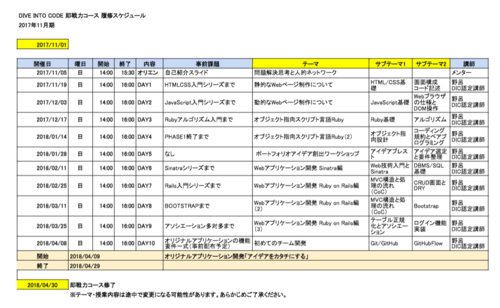 DIVE INTO CODE 即戦力コース 履修スケジュール
2017年11月期
2017/11/01
開催日 曜日 開始 終了 内容 事前課題 テーマ サブテーマ1 サブテーマ2 講師
2017/11/05 日 14:00 15:30 オリエン 自己紹介スライド 問題解決思考と人的ネットワーク メンター
2017/11/19 日 14:00 18:00 DAY1 HTMLCSS入門シリーズまで 静的なWebページ制作について HTML/CSS基礎 画面構成コード記述 野呂 DIC認定講師
2017/12/03 日 14:00 18:00 DAY2 JavaScript入門シリーズまで 動的なWebページ制作について JavaScript基礎 Webブラウザの仕様とDOM操作 野呂 DIC認定講師
2017/12/17 日 14:00 18:00 DAY3 Rubyアルゴリズム入門まで オブジェクト指向スクリプト言語Ruby Ruby基礎 アルゴリズム 野呂 DIC認定講師
2018/01/14 日 14:00 18:00 DAY4 PHASE1終了まで オブジェクト指向スクリプト言語Ruby(2) オブジェクト指向設計 コーディング規約とペアプログラミング 野呂 DIC認定講師
2018/01/28 日 14:00 18:00 DAY5 なし ポートフォリオアイデア創出ワークショップ アイデアブレスト アイデア選定と要件整理 野呂 DIC認定講師
2018/02/11 日 14:00 18:00 DAY6 Sinatraシリーズまで Webアプリケーション開発 Sinatra編 Web技術入門とSinatra DBMS/SQL基礎 野呂 DIC認定講師
2018/02/25 日 14:00 18:00 DAY7 Rails入門シリーズまで Webアプリケーション開発 Ruby on Rails編 MVC構造と処理の流れ(CoC) CRUD画面とDRY 野呂 DIC認定講師
2018/03/11 日 14:00 18:00 DAY8 BOOTSTRAPまで Webアプリケーション開発 Ruby on Rails編(2) MVC構造と処理の流れ(CoC) Bootstrap 野呂 DIC認定講師
2018/03/25 日 14:00 18:00 DAY9 アソシエーション多対多まで Webアプリケーション開発 Ruby on Rails編(3) テーブル正規化とアソシエーション ログイン機能実装 野呂 DIC認定講師
2018/04/08 日 14:00 18:00 DAY10 オリジナルアプリケーションの機能要件一式(事前配布予定) 初めてのチーム開発 Git/GitHub GitHubFlow 野呂 DIC認定講師
開始 2018/04/09 オリジナルアプリケーション開発「アイデアをカタチにする」
終了 2018/04/29
2018/04/30 即戦力コース修了
※テーマ・授業内容は途中で変更になる可能性があります。あらかじめご了承ください。